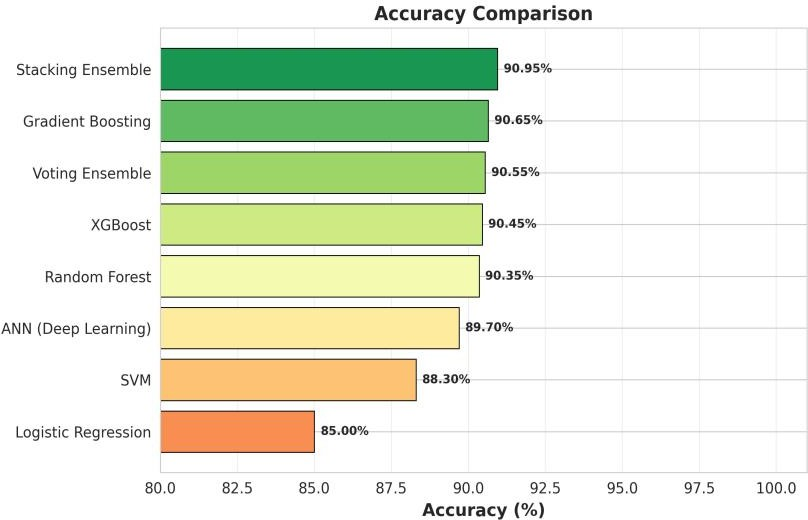 Accuracy Comparison
Stacking Ensemble 90.95%
Gradient Boosting 90.65%
Voting Ensemble 90.55%
XGBoost 90.45%
Random Forest 90.35%
ANN (Deep Learning) 89.70%
SVM 88.30%
Logistic Regression 85.00%
80.0 82.5 85.0 87.5 90.0 92.5 95.0 97.5 100.0
Accuracy (%)